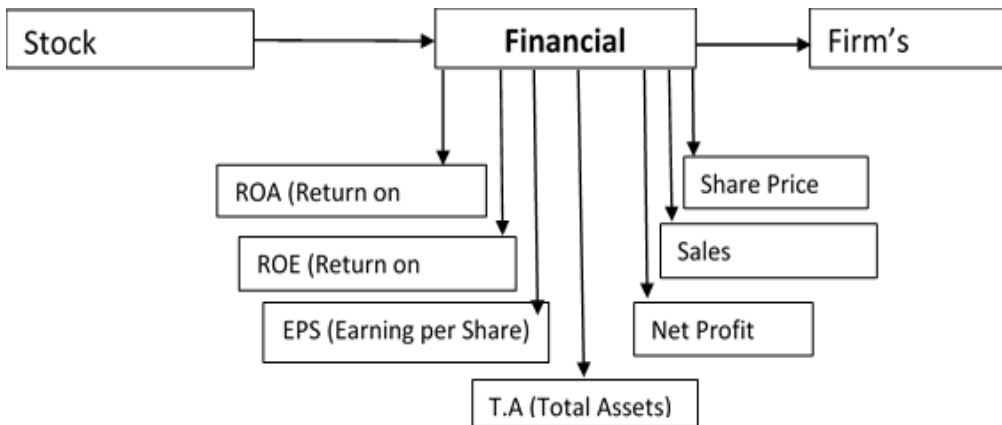 Stock
Financial
Firm's
ROA (Return on
Share Price
ROE (Return on
Sales
EPS (Earning per Share)
Net Profit
T.A (Total Assets)